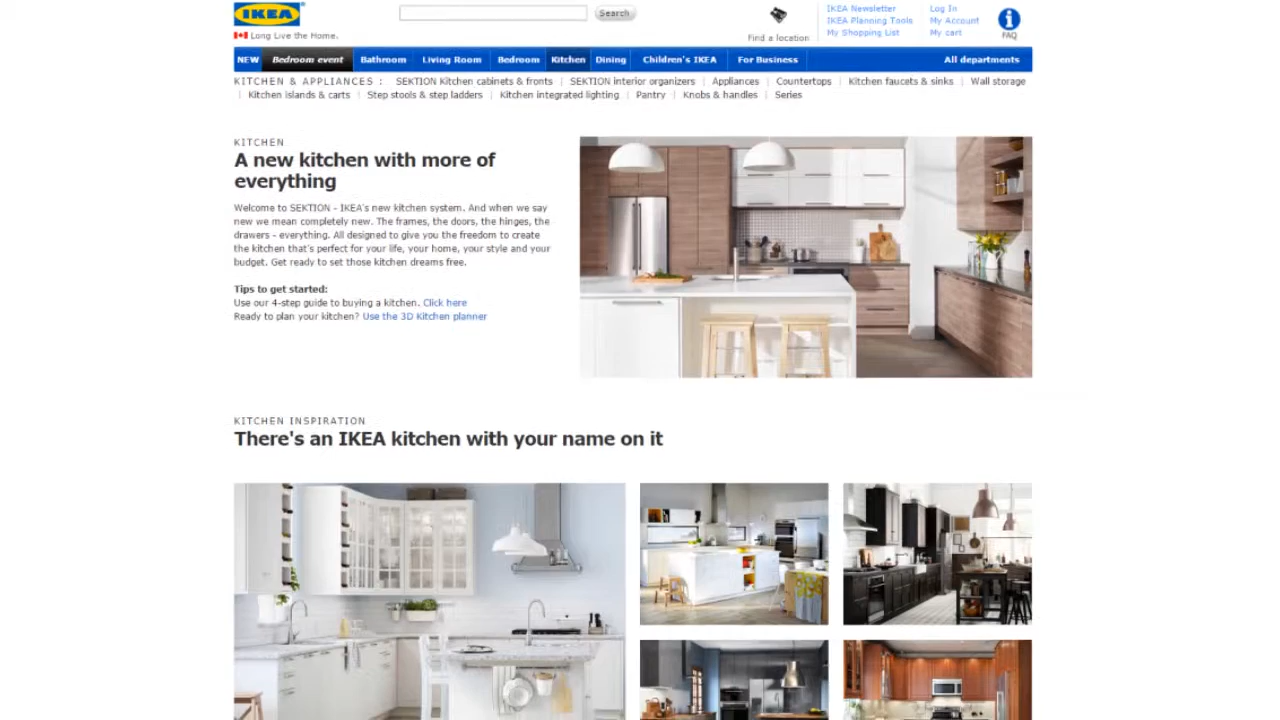 IKEA
Search
Find a location
IKEA Newsletter
IKEA Planning Tools
My Shopping List
Log In
My Account
My cart
FAQ
Long Live the Home.
NEW Bedroom event Bathroom Living Room Bedroom Kitchen Dining Children's IKEA For Business All departments
KITCHEN & APPLIANCES : SEKTION Kitchen cabinets & fronts | SEKTION interior organizers | Appliances | Countertops | Kitchen faucets & sinks | Wall storage
| Kitchen islands & carts | Step stools & step ladders | Kitchen integrated lighting | Pantry | Knobs & handles | Series
KITCHEN
A new kitchen with more of
everything
Welcome to SEKTION - IKEA's new kitchen system. And when we say
new we mean completely new. The frames, the doors, the hinges, the
drawers - everything. All designed to give you the freedom to create
the kitchen that's perfect for your life, your home, your style and your
budget. Get ready to set those kitchen dreams free.
Tips to get started:
Use our 4-step guide to buying a kitchen. Click here
Ready to plan your kitchen? Use the 3D Kitchen planner
KITCHEN INSPIRATION
There's an IKEA kitchen with your name on it